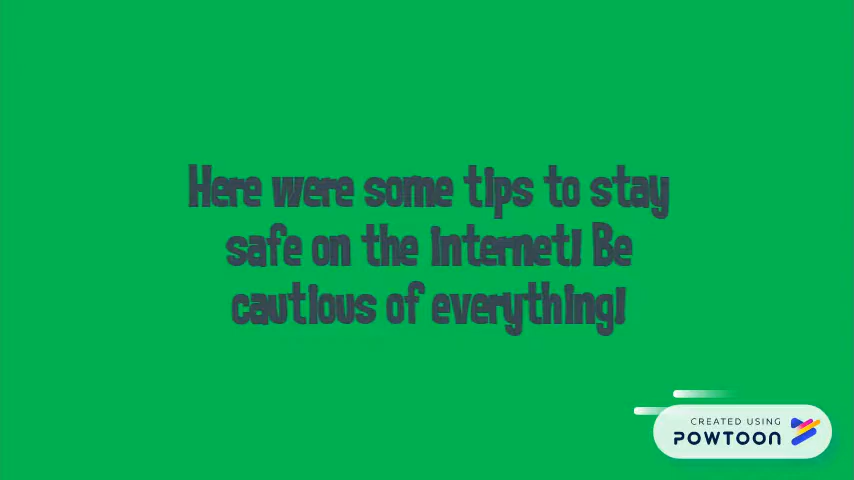 Here were some tips to stay
safe on the internet! Be
cautious of everything!
CREATED USING
POWTOON